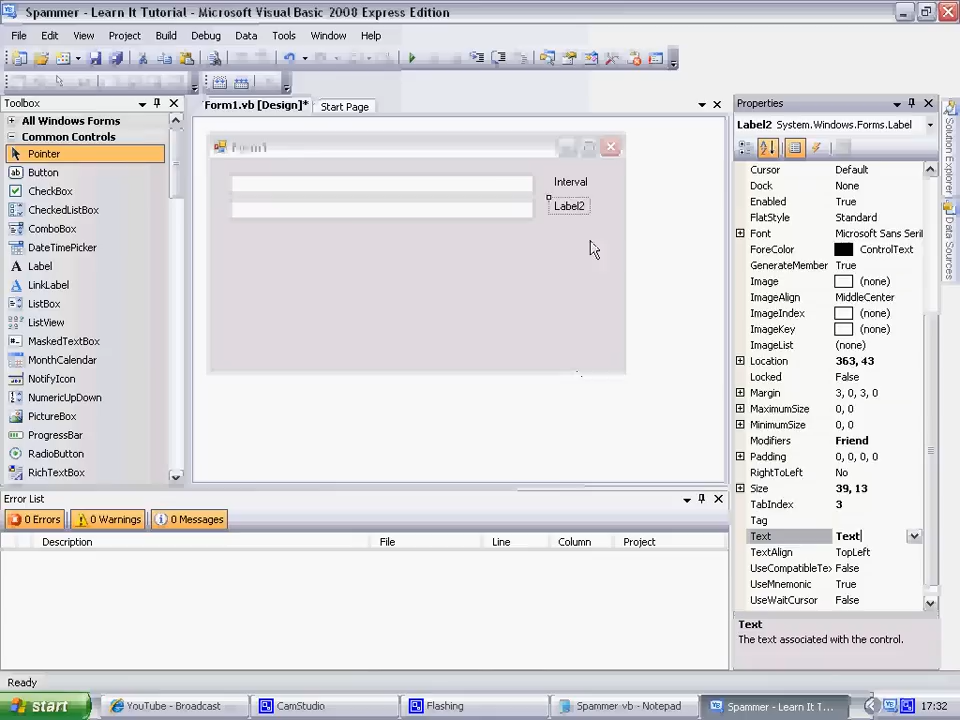 Spammer - Learn It Tutorial - Microsoft Visual Basic 2008 Express Edition
File Edit View Project Build Debug Data Tools Window Help
Toolbox
All Windows Forms
Common Controls
Pointer
Button
CheckBox
CheckedListBox
ComboBox
DateTimePicker
Label
LinkLabel
ListBox
ListView
MaskedTextBox
MonthCalendar
NotifyIcon
NumericUpDown
PictureBox
ProgressBar
RadioButton
RichTextBox
Form1.vb [Design]* Start Page
Form1
Interval
Label2
Properties
Label2 System.Windows.Forms.Label
Cursor Default
Dock None
Enabled True
FlatStyle Standard
Font Microsoft Sans Seri
ForeColor ControlText
GenerateMember True
Image (none)
ImageAlign MiddleCenter
ImageIndex (none)
ImageKey (none)
ImageList (none)
Location 363, 43
Locked False
Margin 3, 0, 3, 0
MaximumSize 0, 0
MinimumSize 0, 0
Modifiers Friend
Padding 0, 0, 0, 0
RightToLeft No
Size 39, 13
TabIndex 3
Tag
Text Text
TextAlign TopLeft
UseCompatibleTe False
UseMnemonic True
UseWaitCursor False
Text
The text associated with the control.
Solution Explorer
Data Sources
Error List
0 Errors 0 Warnings 0 Messages
Description File Line Column Project
Ready
start YouTube - Broadcast CamStudio Flashing Spammer vb - Notepad Spammer - Learn It T... 17:32